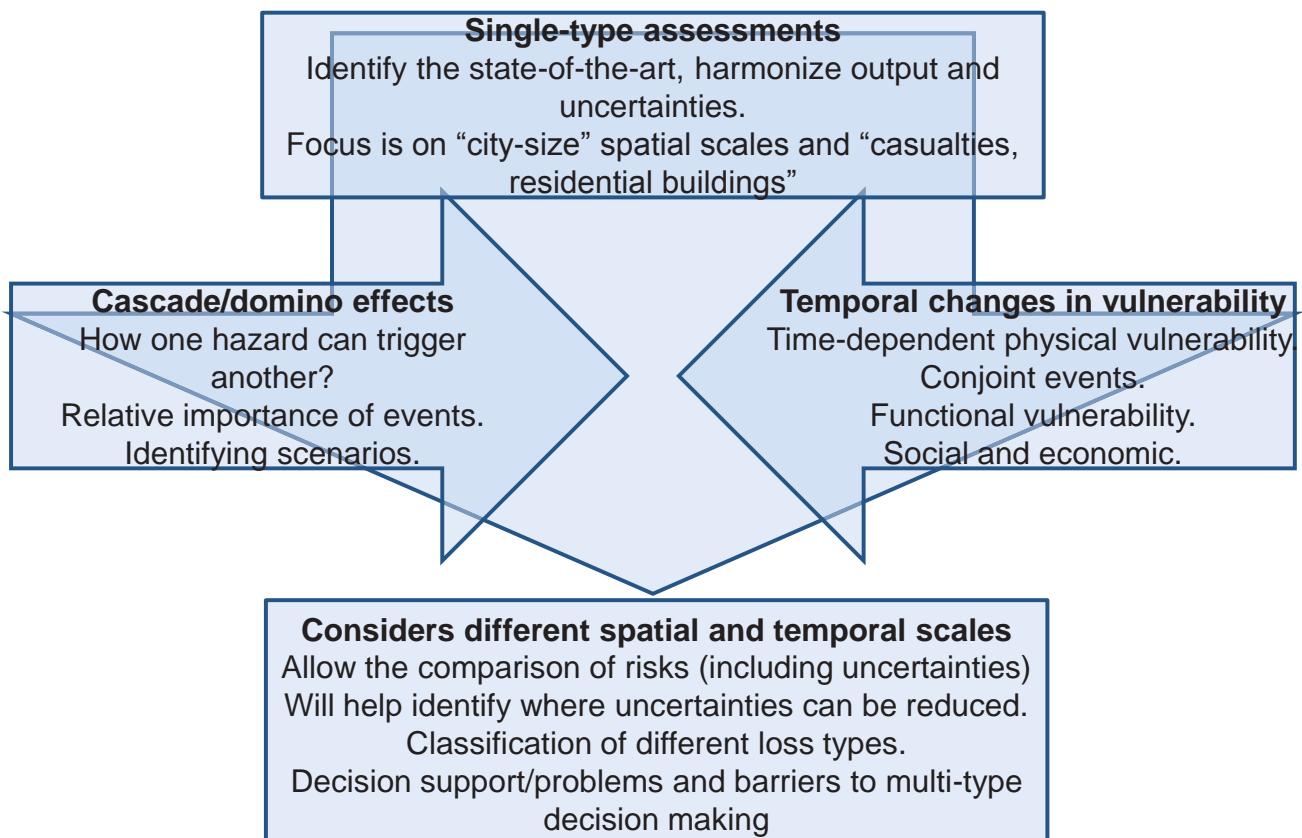 Single-type assessments
Identify the state-of-the-art, harmonize output and
uncertainties.
Focus is on “city-size” spatial scales and “casualties,
residential buildings”
Cascade/domino effects
How one hazard can trigger
another?
Relative importance of events.
Identifying scenarios.
Temporal changes in vulnerability
Time-dependent physical vulnerability.
Conjoint events.
Functional vulnerability.
Social and economic.
Considers different spatial and temporal scales
Allow the comparison of risks (including uncertainties)
Will help identify where uncertainties can be reduced.
Classification of different loss types.
Decision support/problems and barriers to multi-type
decision making